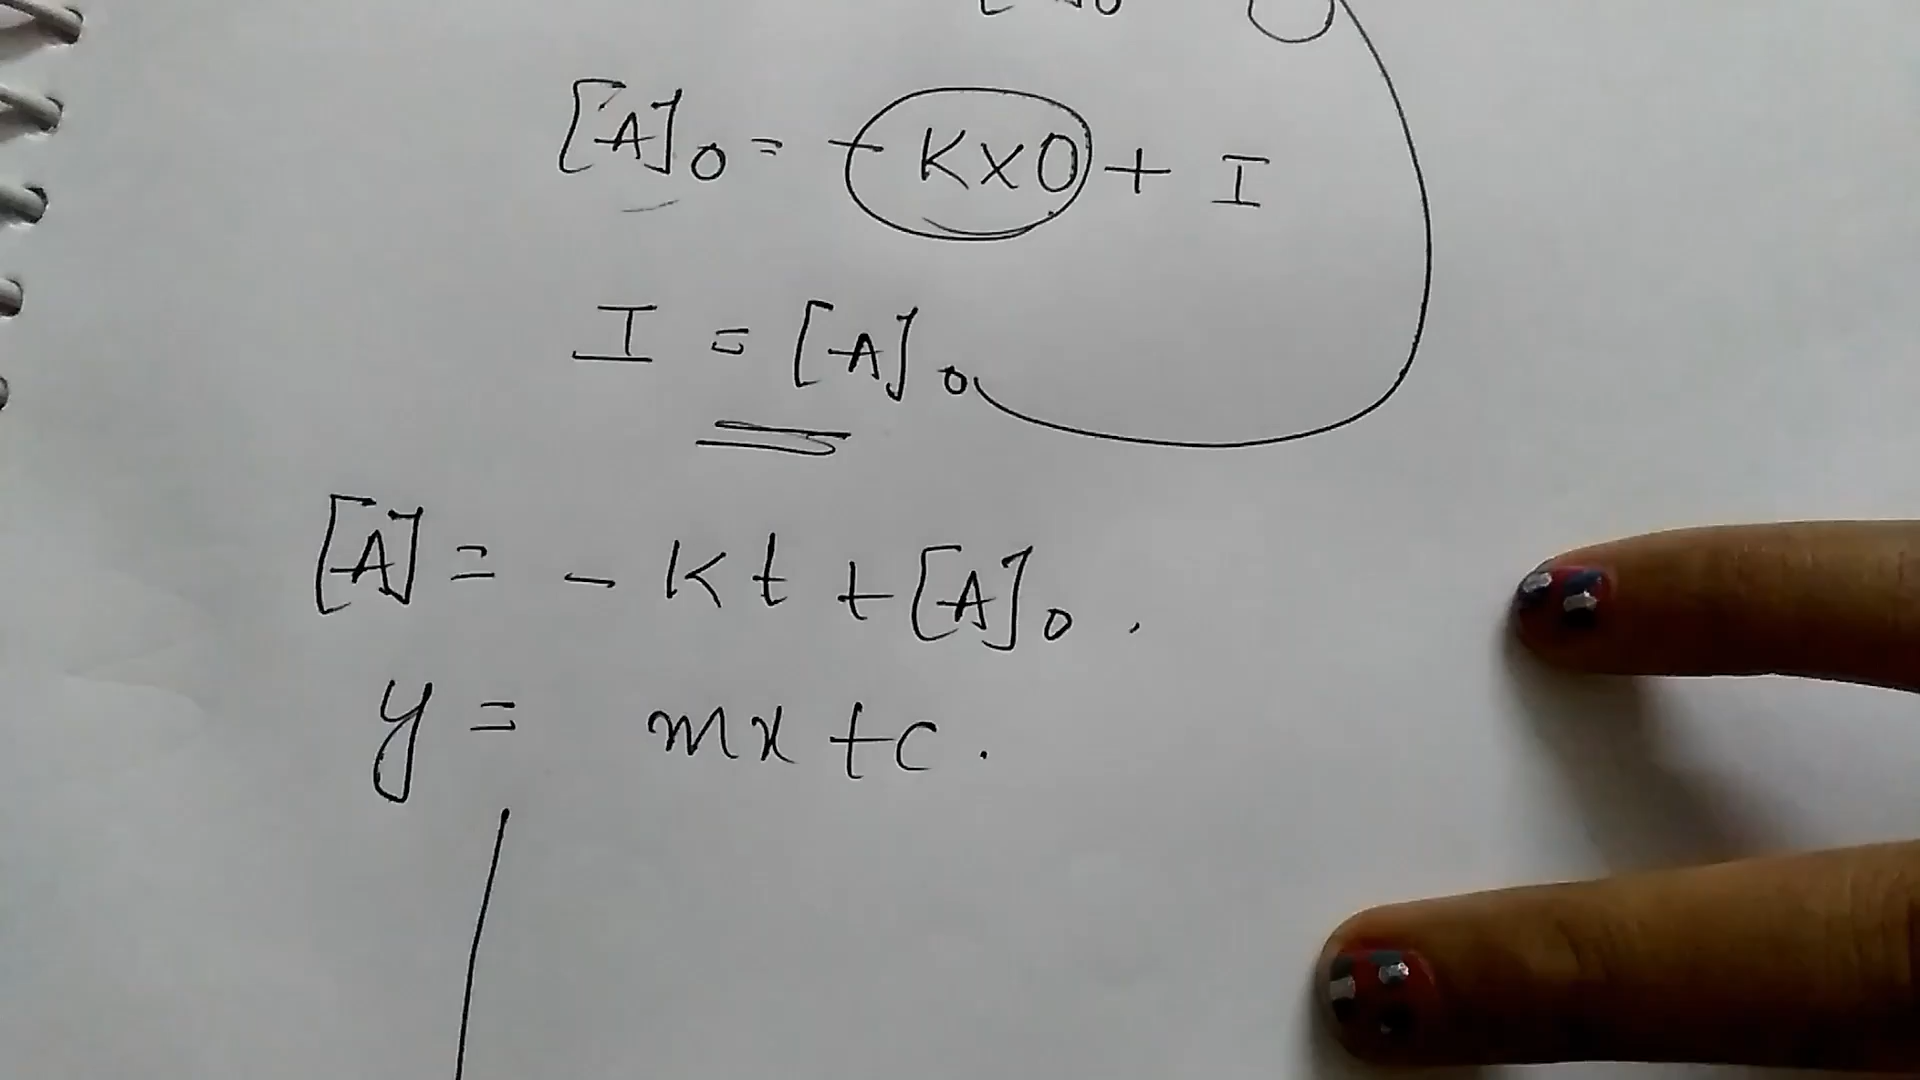 [A]₀ = - K x 0 + I
I = [A]₀
[A] = - Kt + [A]₀ .
y = mx + c .